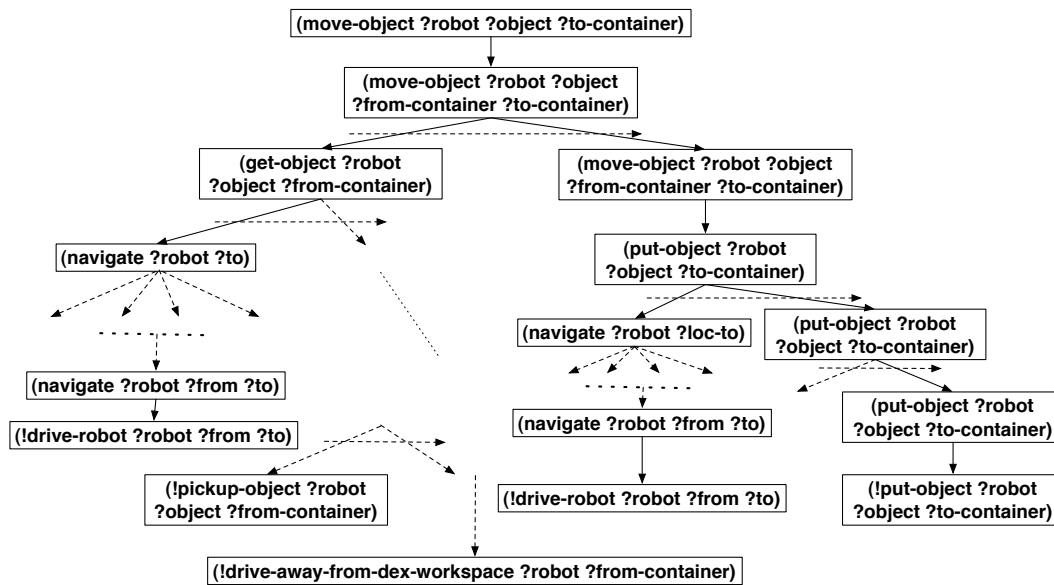 (move-object ?robot ?object ?to-container)
(move-object ?robot ?object
?from-container ?to-container)
(get-object ?robot
?object ?from-container)
(move-object ?robot ?object
?from-container ?to-container)
(navigate ?robot ?to)
(put-object ?robot
?object ?to-container)
(navigate ?robot ?loc-to)
(put-object ?robot
?object ?to-container)
(navigate ?robot ?from ?to)
(!drive-robot ?robot ?from ?to)
(navigate ?robot ?from ?to)
(put-object ?robot
?object ?to-container)
(!pickup-object ?robot
?object ?from-container)
(!drive-robot ?robot ?from ?to)
(!put-object ?robot
?object ?to-container)
(!drive-away-from-dex-workspace ?robot ?from-container)